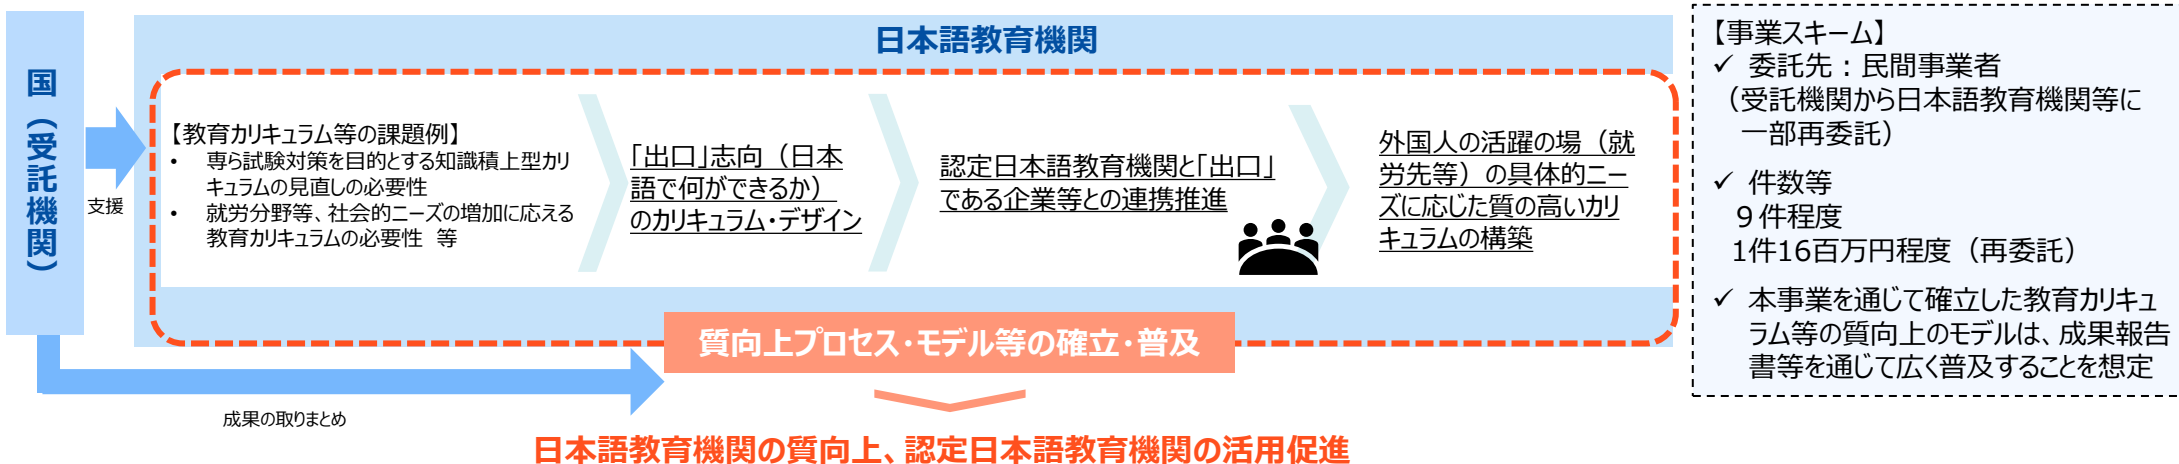 国（受託機関）
支援
日本語教育機関
【教育カリキュラム等の課題例】
• 専ら試験対策を目的とする知識積上型カリ
キュラムの見直しの必要性
• 就労分野等、社会的ニーズの増加に応える
教育カリキュラムの必要性　等
「出口」志向（日本
語で何ができるか）
のカリキュラム・デザイン
認定日本語教育機関と「出口」
である企業等との連携推進
外国人の活躍の場（就
労先等）の具体的ニー
ズに応じた質の高いカリ
キュラムの構築
質向上プロセス・モデル等の確立・普及
成果の取りまとめ
日本語教育機関の質向上、認定日本語教育機関の活用促進
【事業スキーム】
✓ 委託先：民間事業者
（受託機関から日本語教育機関等に
一部再委託）
✓ 件数等
９件程度
1件16百万円程度（再委託）
✓ 本事業を通じて確立した教育カリキュ
ラム等の質向上のモデルは、成果報告
書等を通じて広く普及することを想定